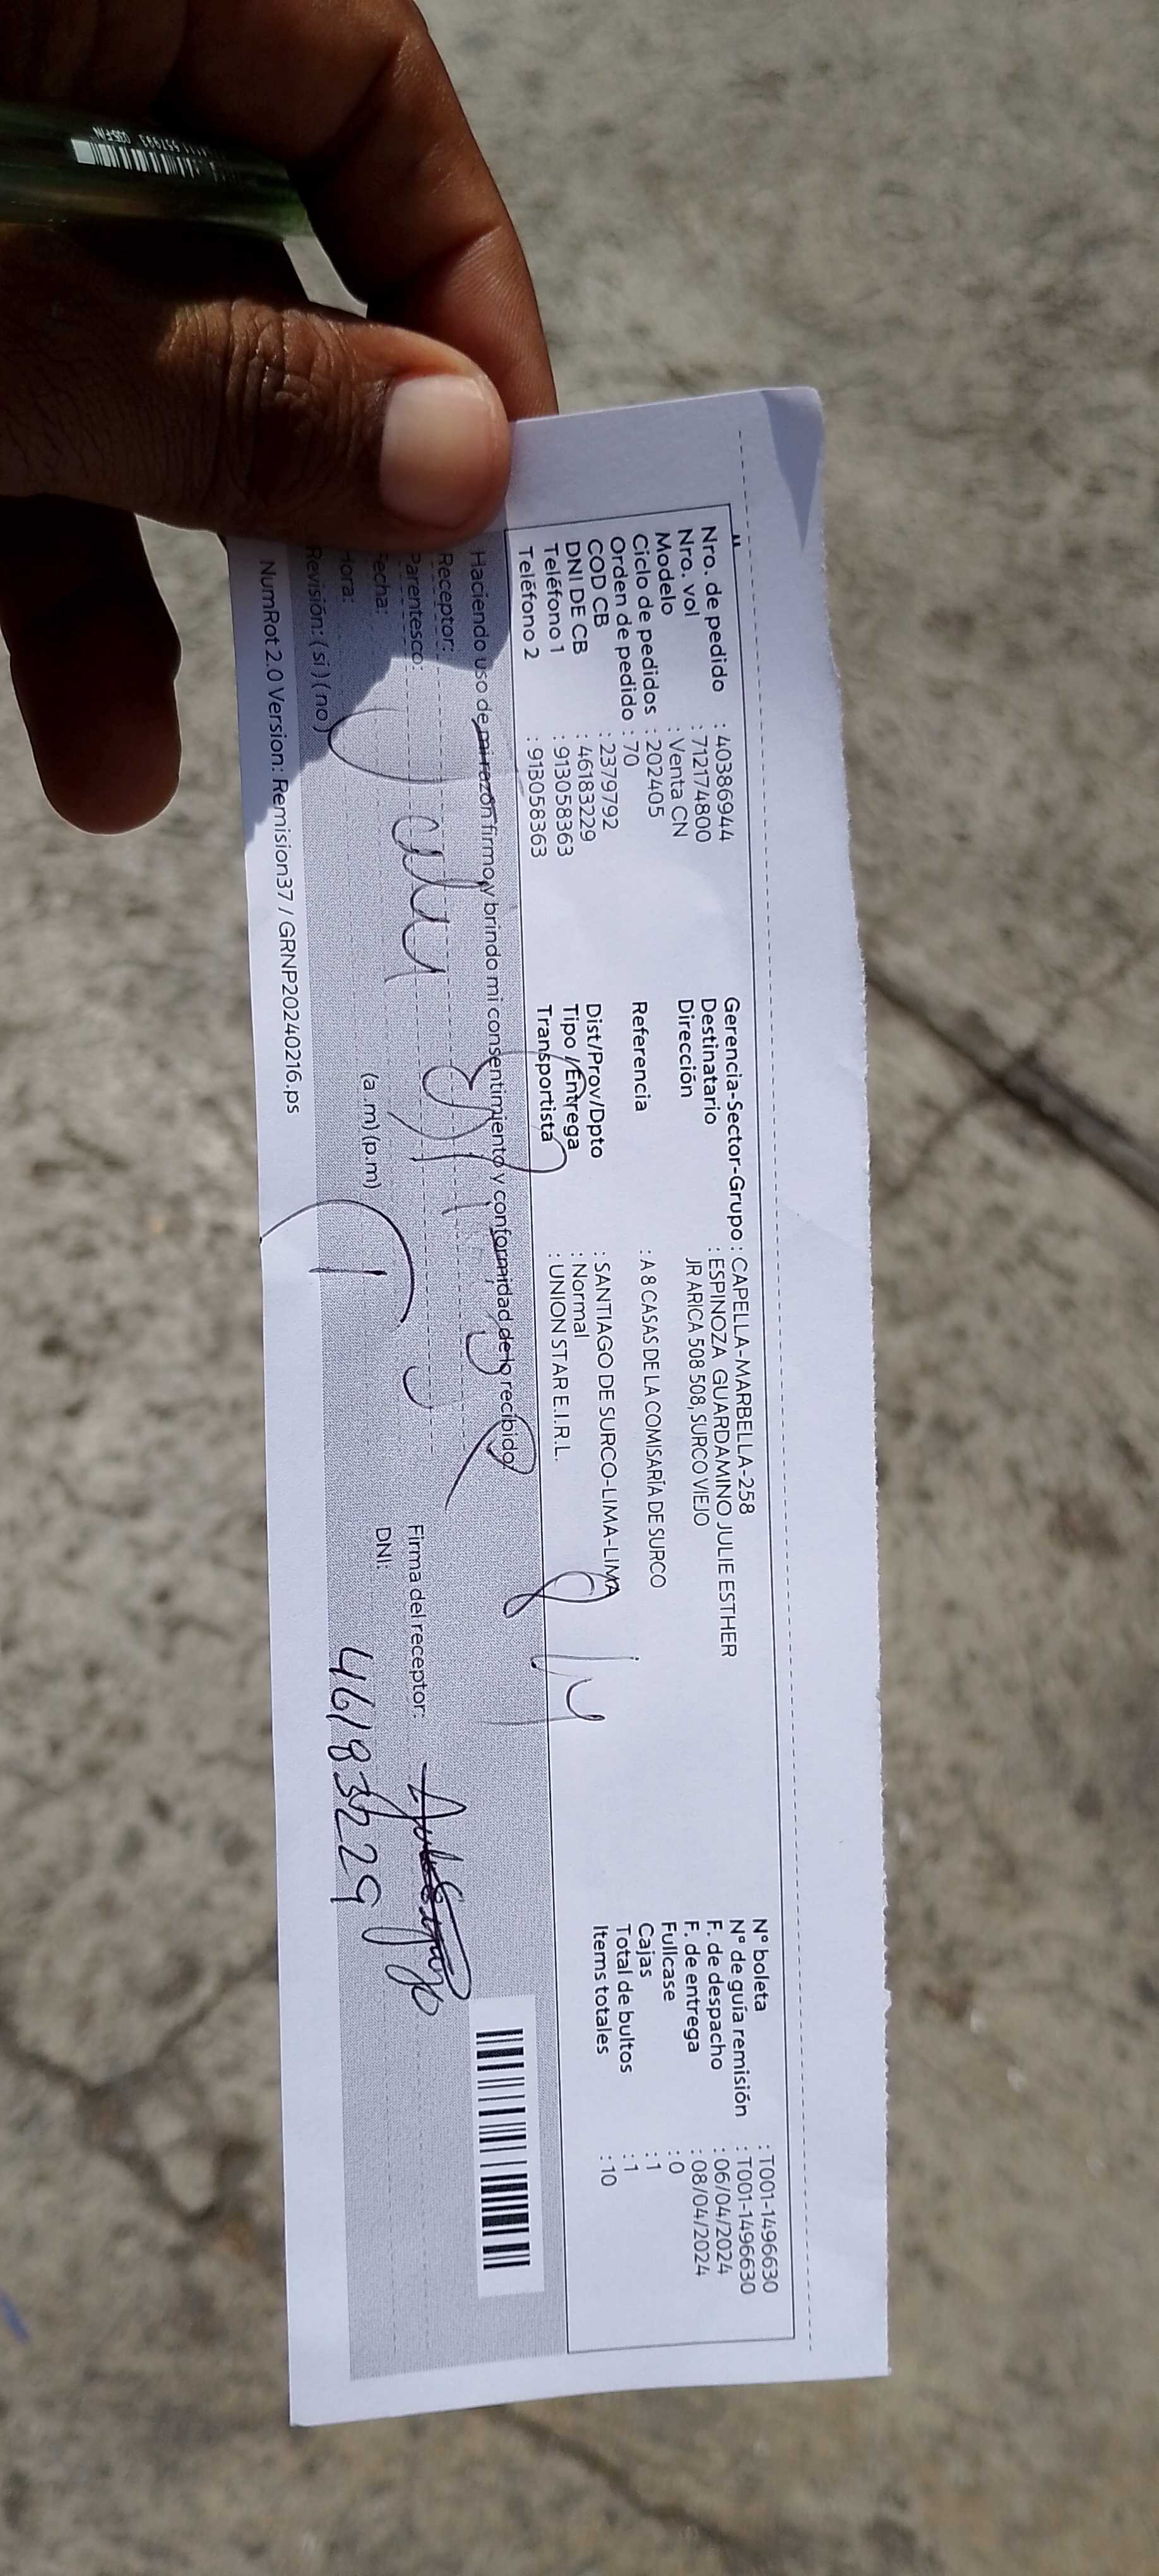 Nro. de pedido : 40386944
Nro. vol : 712174800
Modelo : Venta CN
Ciclo de pedidos : 202405
Orden de pedido : 70
COD CB : 2379792
DNI DE CB : 46183229
Teléfono 1 : 913058363
Teléfono 2 : 913058363
Gerencia-Sector-Grupo : CAPELLA-MARBELLA-258
Destinatario : ESPINOZA GUARDAMINO JULIE ESTHER
Dirección JR ARICA 508 508, SURCO VIEJO
Referencia : A 8 CASAS DE LA COMISARÍA DE SURCO
Dist/Prov/Dpto : SANTIAGO DE SURCO-LIMA-LIMA
Tipo / Entrega : Normal
Transportista : UNION STAR E.I.R.L.
N° boleta : T001-1496630
N° de guía remisión : T001-1496630
F. de despacho : 06/04/2024
F. de entrega : 08/04/2024
Fullcase : 0
Cajas : 1
Total de bultos : 1
Items totales : 10
Haciendo uso de mi razón firmo y brindo mi consentimiento y conformidad de lo recibido
Receptor:
Parentesco:
Fecha:
Hora: (a .m) (p.m)
Revisión: ( si ) ( no )
Firma del receptor:
DNI: 46183229
NumRot 2.0 Version: Remision37 / GRNP20240216.ps